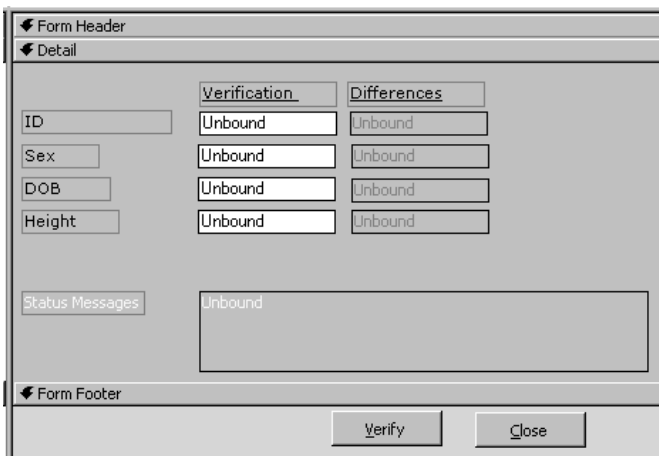 Form Header
Detail
Verification Differences
ID Unbound Unbound
Sex Unbound Unbound
DOB Unbound Unbound
Height Unbound Unbound
Status Messages Unbound
Form Footer
Verify Close